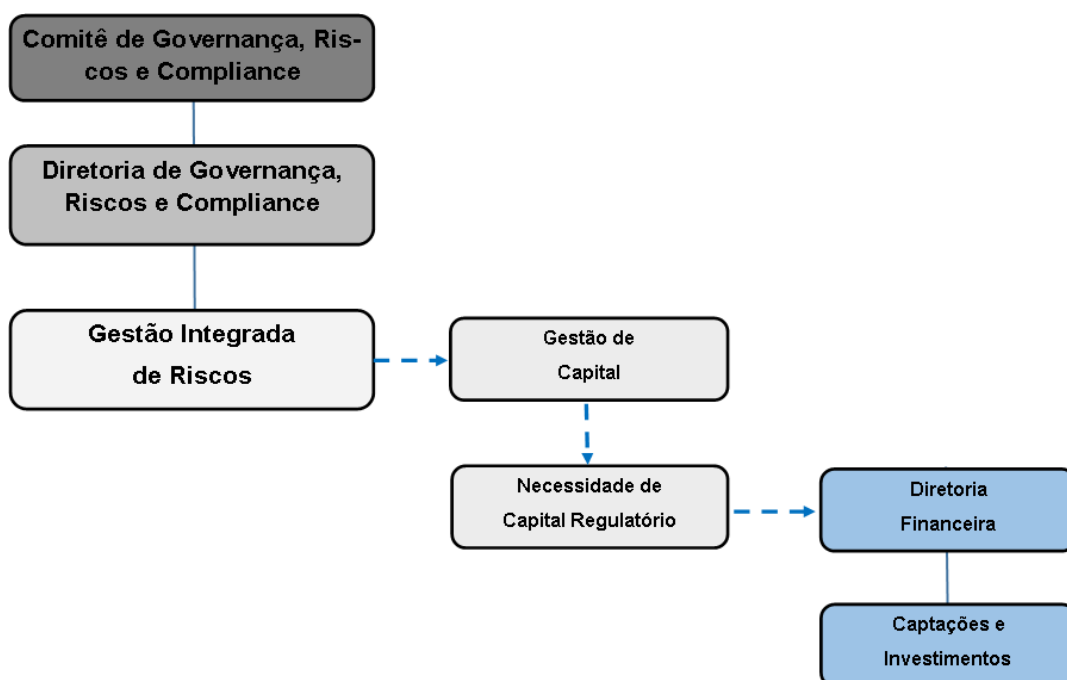 Comitê de Governança, Ris-
cos e Compliance
Diretoria de Governança,
Riscos e Compliance
Gestão Integrada
de Riscos
Gestão de
Capital
Necessidade de
Capital Regulatório
Diretoria
Financeira
Captações e
Investimentos